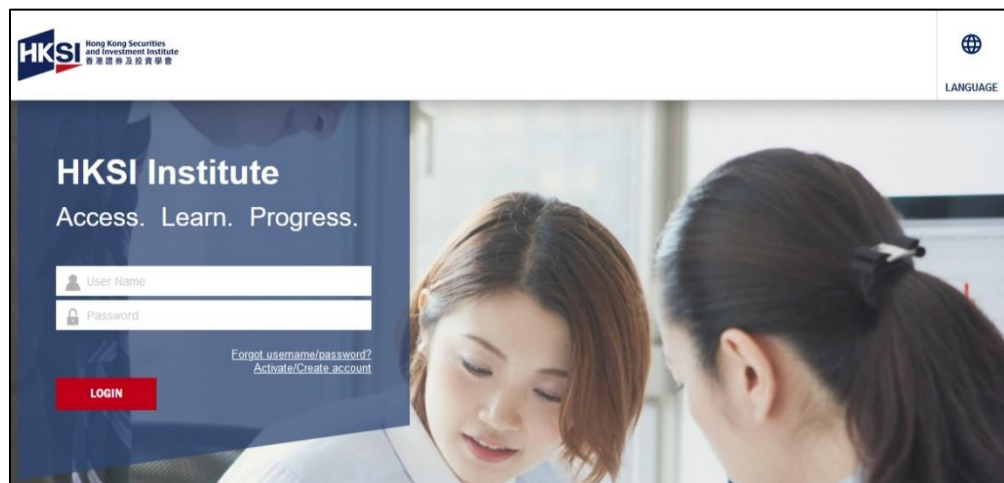 HKSI
Hong Kong Securities
and Investment Institute
香港證券及投資學會
LANGUAGE
HKSI Institute
Access. Learn. Progress.
User Name
Password
Forgot username/password?
Activate/Create account
LOGIN